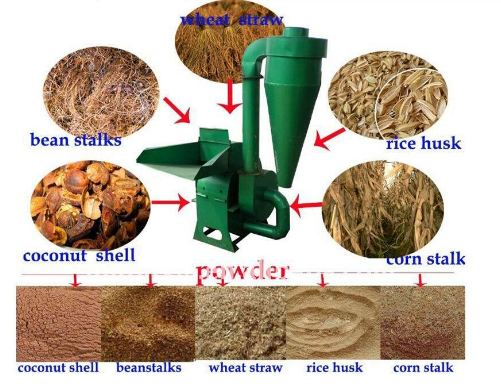 wheat straw
bean stalks
rice husk
coconut shell
corn stalk
powder
coconut shell
beanstalks
wheat straw
rice husk
corn stalk